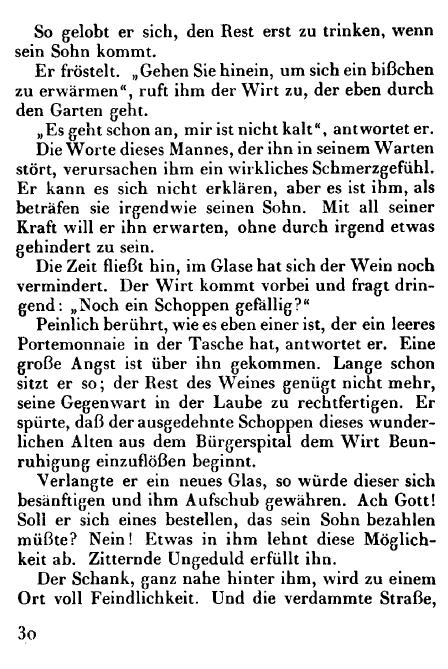 So gelobt er sich, den Rest erst zu trinken, wenn
sein Sohn kommt.
Er fröstelt. „Gehen Sie hinein, um sich ein bißchen
zu erwärmen“, ruft ihm der Wirt zu, der eben durch
den Garten geht.
„Es geht schon an, mir ist nicht kalt“, antwortet er.
Die Worte dieses Mannes, der ihn in seinem Warten
stört, verursachen ihm ein wirkliches Schmerzgefühl.
Er kann es sich nicht erklären, aber es ist ihm, als
beträfen sie irgendwie seinen Sohn. Mit all seiner
Kraft will er ihn erwarten, ohne durch irgend etwas
gehindert zu sein.
Die Zeit fließt hin, im Glase hat sich der Wein noch
vermindert. Der Wirt kommt vorbei und fragt drin-
gend: „Noch ein Schoppen gefällig?“
Peinlich berührt, wie es eben einer ist, der ein leeres
Portemonnaie in der Tasche hat, antwortet er. Eine
große Angst ist über ihn gekommen. Lange schon
sitzt er so; der Rest des Weines genügt nicht mehr,
seine Gegenwart in der Laube zu rechtfertigen. Er
spürte, daß der ausgedehnte Schoppen dieses wunder-
lichen Alten aus dem Bürgerspital dem Wirt Beun-
ruhigung einzuflößen beginnt.
Verlangte er ein neues Glas, so würde dieser sich
besänftigen und ihm Aufschub gewähren. Ach Gott!
Soll er sich eines bestellen, das sein Sohn bezahlen
müßte? Nein! Etwas in ihm lehnt diese Möglich-
keit ab. Zitternde Ungeduld erfüllt ihn.
Der Schank, ganz nahe hinter ihm, wird zu einem
Ort voll Feindlichkeit. Und die verdammte Straße,
30